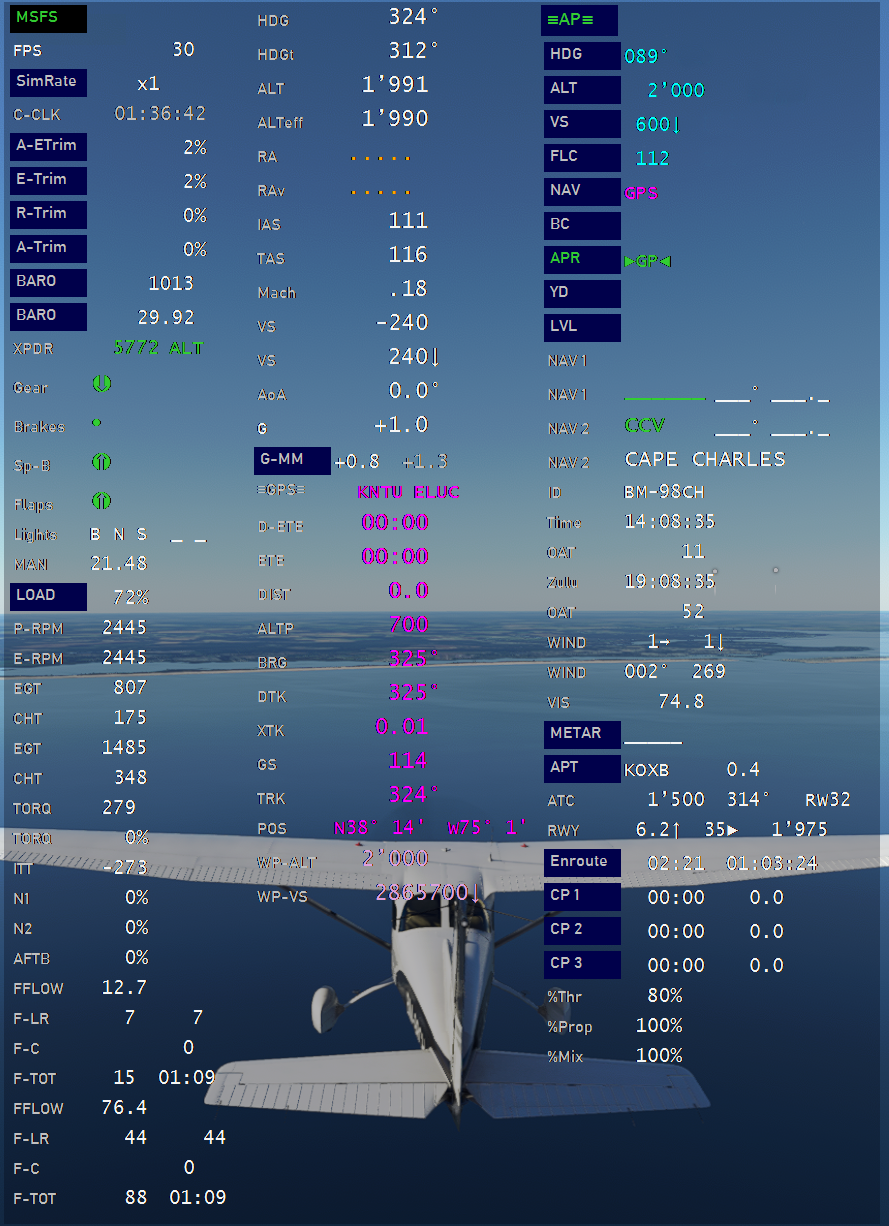 MSFS
FPS 30
SimRate x1
C-CLK 01:36:42
A-ETrim 2%
E-Trim 2%
R-Trim 0%
A-Trim 0%
BARO 1013
BARO 29.92
XPDR 5772 ALT
Gear
Brakes
Sp-B
Flaps
Lights B N S _ _
MAN 21.48
LOAD 72%
P-RPM 2445
E-RPM 2445
EGT 807
CHT 175
EGT 1485
CHT 348
TORQ 279
TORQ 0%
ITT -273
N1 0%
N2 0%
AFTB 0%
FFLOW 12.7
F-LR 7 7
F-C 0
F-TOT 15 01:09
FFLOW 76.4
F-LR 44 44
F-C 0
F-TOT 88 01:09
HDG 324°
HDGt 312°
ALT 1'991
ALTeff 1'990
RA .....
RAv .....
IAS 111
TAS 116
Mach .18
VS -240
VS 240↓
AoA 0.0°
G +1.0
G-MM +0.8 +1.3
≡GPS≡ KNTU ELUC
D-ETE 00:00
ETE 00:00
DIST 0.0
ALTP 700
BRG 325°
DTK 325°
XTK 0.01
GS 114
TRK 324°
POS N38° 14' W75° 1'
WP-ALT 2'000
WP-VS 2865700↓
≡AP≡
HDG 089°
ALT 2'000
VS 600↓
FLC 112
NAV GPS
BC
APR ►GP◄
YD
LVL
NAV1
NAV1 _______ ___° ___._
NAV2 CCV ___° ___._
NAV2 CAPE CHARLES
ID BM-98CH
Time 14:08:35
OAT 11
Zulu 19:08:35
OAT 52
WIND 1→ 1↓
WIND 002° 269
VIS 74.8
METAR _____
APT KOXB 0.4
ATC 1'500 314° RW32
RWY 6.2↑ 35► 1'975
Enroute 02:21 01:03:24
CP 1 00:00 0.0
CP 2 00:00 0.0
CP 3 00:00 0.0
%Thr 80%
%Prop 100%
%Mix 100%